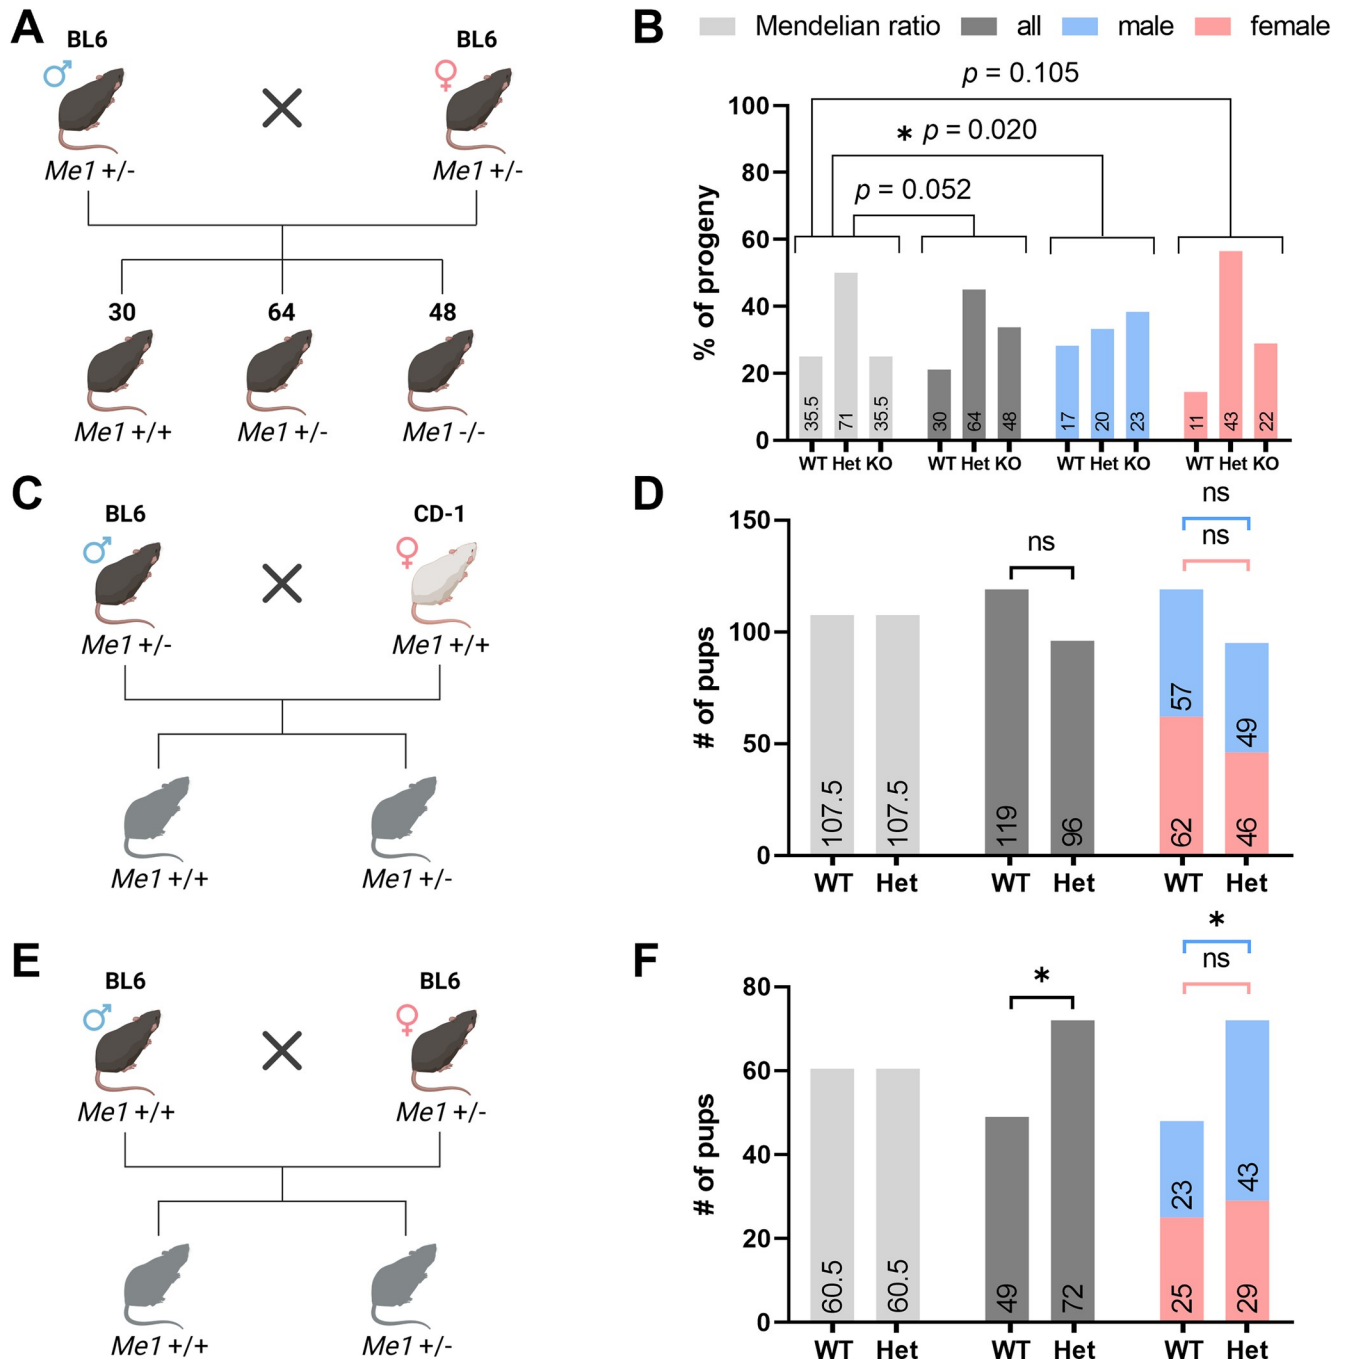 A
BL6
BL6
♂
♀
Me1 +/-
Me1 +/-
30
64
48
Me1 +/+
Me1 +/-
Me1 -/-
B
Mendelian ratio
all
male
female
p = 0.105
* p = 0.020
p = 0.052
% of progeny
100
80
60
40
20
0
35.5
71
35.5
30
64
48
17
20
23
11
43
22
WT Het KO
WT Het KO
WT Het KO
WT Het KO
C
BL6
CD-1
♂
♀
Me1 +/-
Me1 +/+
Me1 +/+
Me1 +/-
D
# of pups
150
100
50
0
ns
ns
ns
107.5
107.5
119
96
57
62
49
46
WT Het
WT Het
WT Het
E
BL6
BL6
♂
♀
Me1 +/+
Me1 +/-
Me1 +/+
Me1 +/-
F
# of pups
80
60
40
20
0
*
*
ns
60.5
60.5
49
72
23
25
43
29
WT Het
WT Het
WT Het